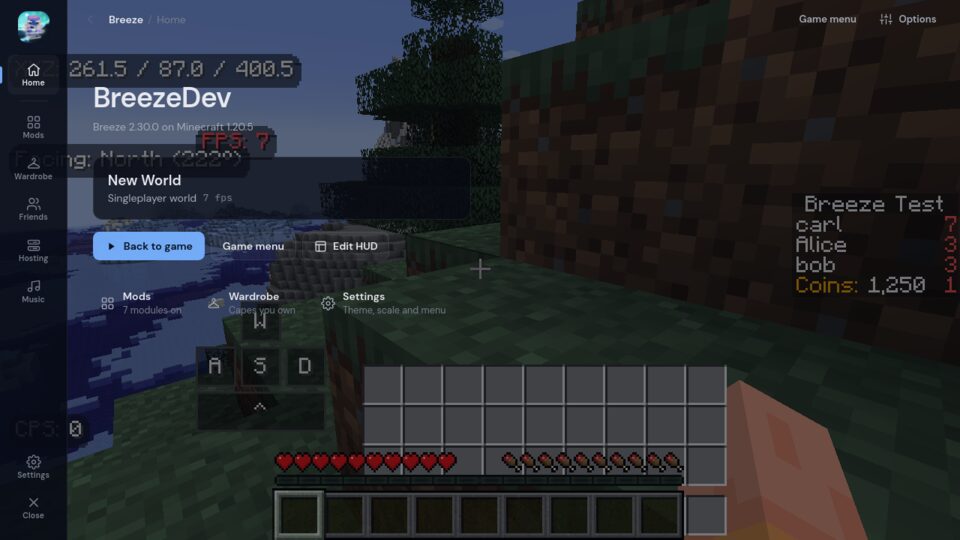 Breeze / Home
Game menu
Options
Home
261.5 / 87.0 / 400.5
BreezeDev
Breeze 2.30.0 on Minecraft 1.20.5
FPS: 7
Mods
Facing: North (222°)
Wardrobe
New World
Singleplayer world 7 fps
Friends
Breeze Test
carl 7
Alice 3
bob 3
Coins: 1,250 1
Back to game
Game menu
Edit HUD
Hosting
Music
Mods
7 modules on
Wardrobe
Capes you own
Settings
Theme, scale and menu
W
A S D
^
CPS: 0
Settings
Close